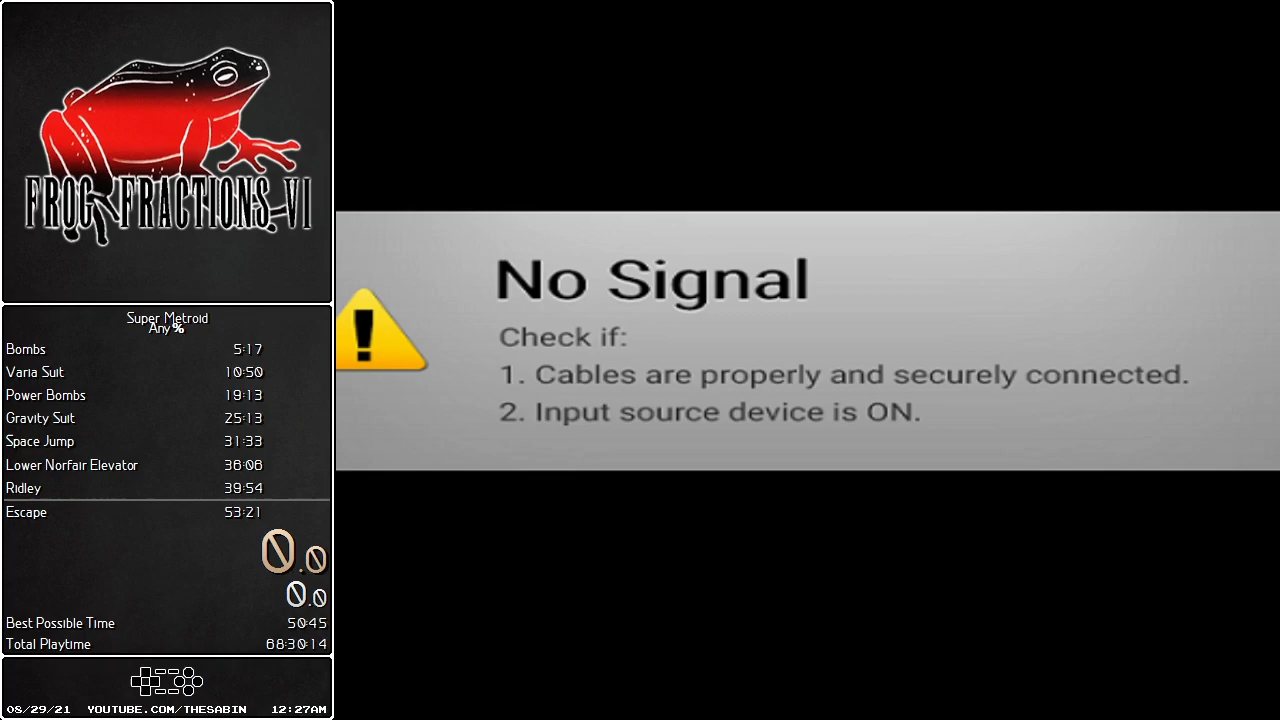 FROG FRACTIONS VI
Super Metroid
Any%
Bombs 5:17
Varia Suit 10:50
Power Bombs 19:13
Gravity Suit 25:13
Space Jump 31:33
Lower Norfair Elevator 36:06
Ridley 39:54
Escape 53:21
0.0
0.0
Best Possible Time 50:45
Total Playtime 68:30:14
08/29/21 YOUTUBE.COM/THESABIN 12:27AM
No Signal
Check if:
1. Cables are properly and securely connected.
2. Input source device is ON.